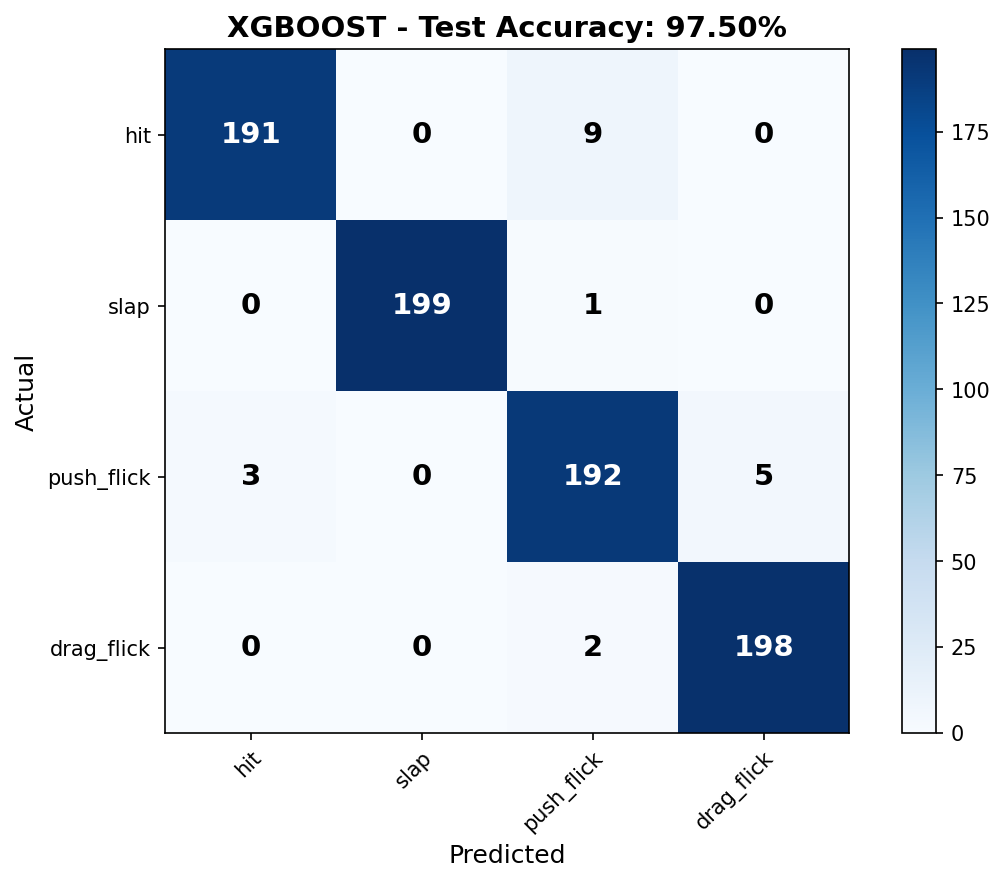 XGBOOST - Test Accuracy: 97.50%
hit 191 0 9 0
slap 0 199 1 0
push_flick 3 0 192 5
drag_flick 0 0 2 198
hit slap push_flick drag_flick
Predicted
Actual
175
150
125
100
75
50
25
0